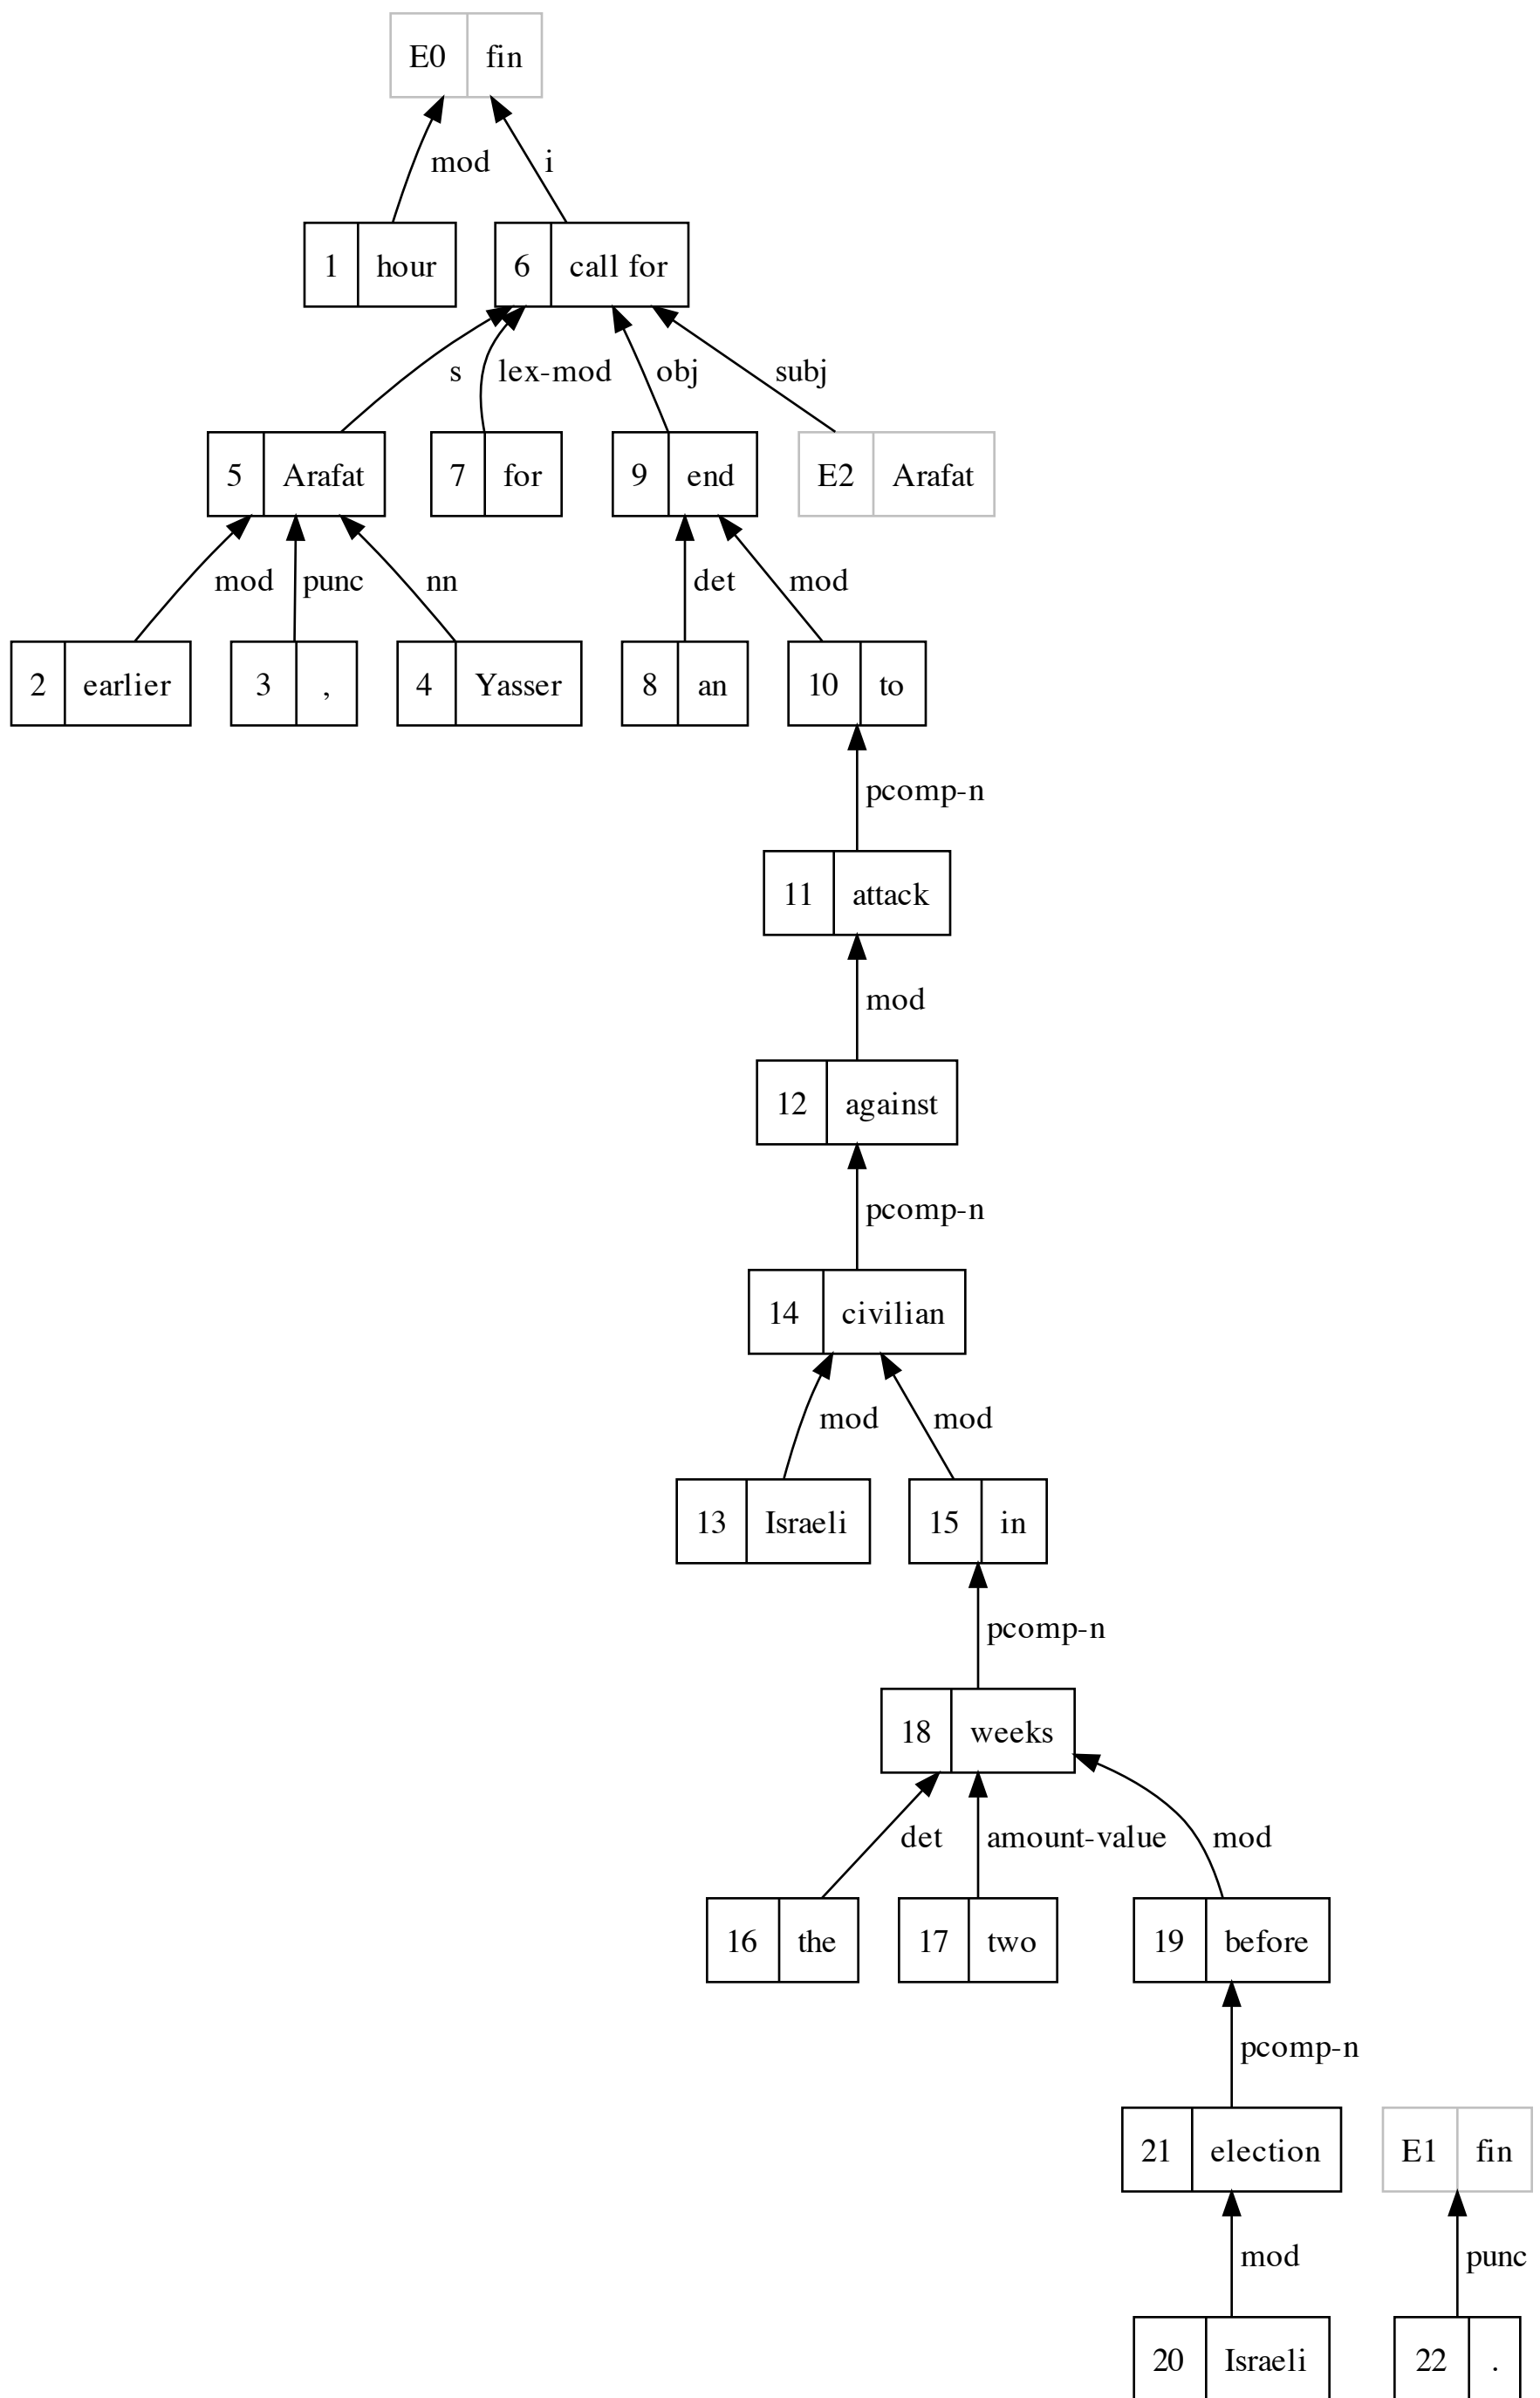 E0 fin
mod i
1 hour 6 call for
s lex-mod obj subj
5 Arafat 7 for 9 end E2 Arafat
mod punc nn det mod
2 earlier 3 , 4 Yasser 8 an 10 to
pcomp-n
11 attack
mod
12 against
pcomp-n
14 civilian
mod mod
13 Israeli 15 in
pcomp-n
18 weeks
det amount-value mod
16 the 17 two 19 before
pcomp-n
21 election E1 fin
mod punc
20 Israeli 22 .